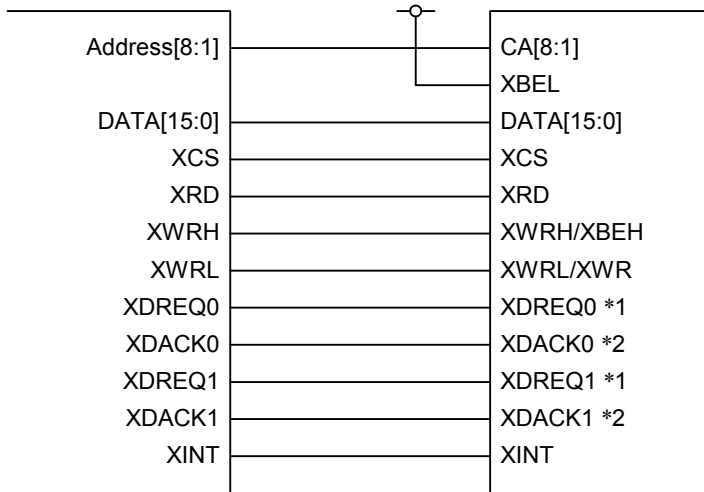 Address[8:1] CA[8:1]
XBEL
DATA[15:0] DATA[15:0]
XCS XCS
XRD XRD
XWRH XWRH/XBEH
XWRL XWRL/XWR
XDREQ0 XDREQ0 *1
XDACK0 XDACK0 *2
XDREQ1 XDREQ1 *1
XDACK1 XDACK1 *2
XINT XINT